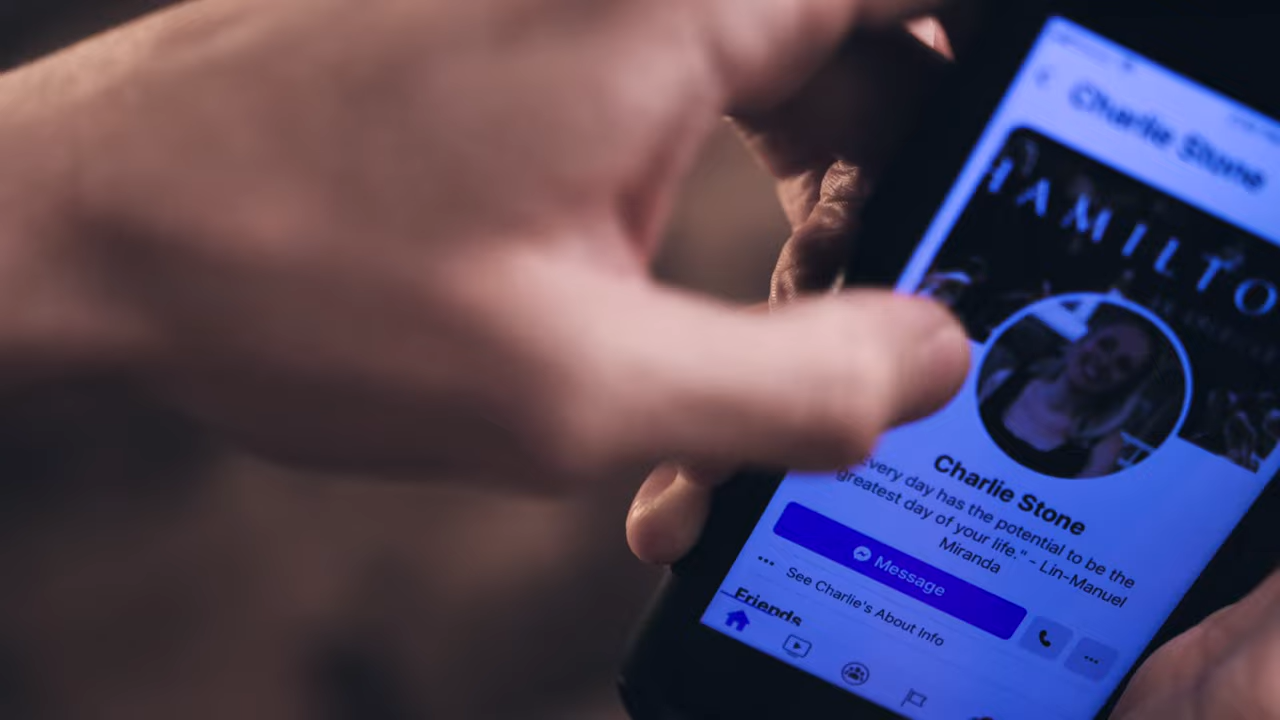 Charlie Stone
HAMILTO
Charlie Stone
Every day has the potential to be the
greatest day of your life." - Lin-Manuel
Miranda
Message
See Charlie's About Info
Friends